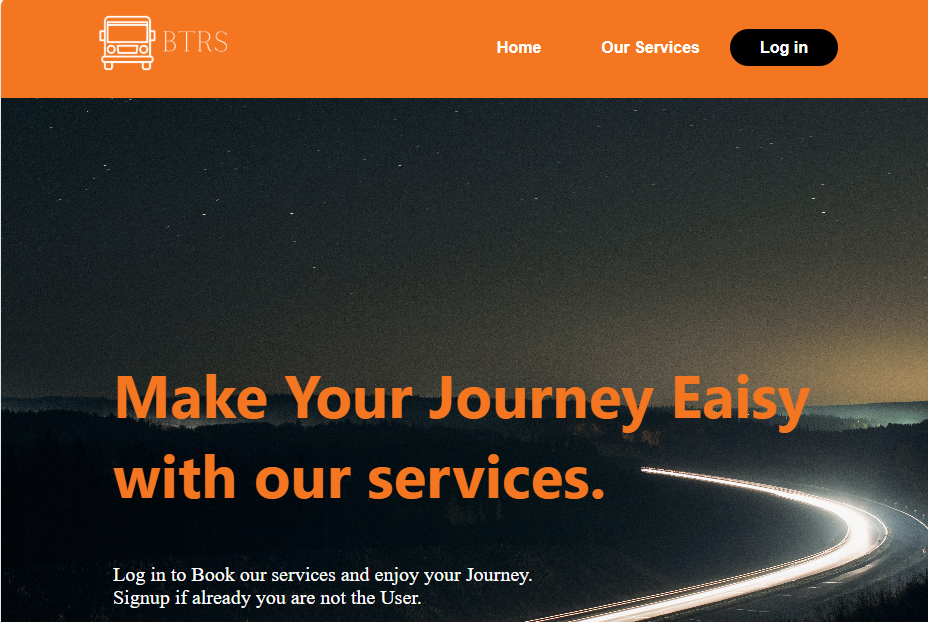 BTRS
Home
Our Services
Log in
Make Your Journey Eaisy
with our services.
Log in to Book our services and enjoy your Journey.
Signup if already you are not the User.